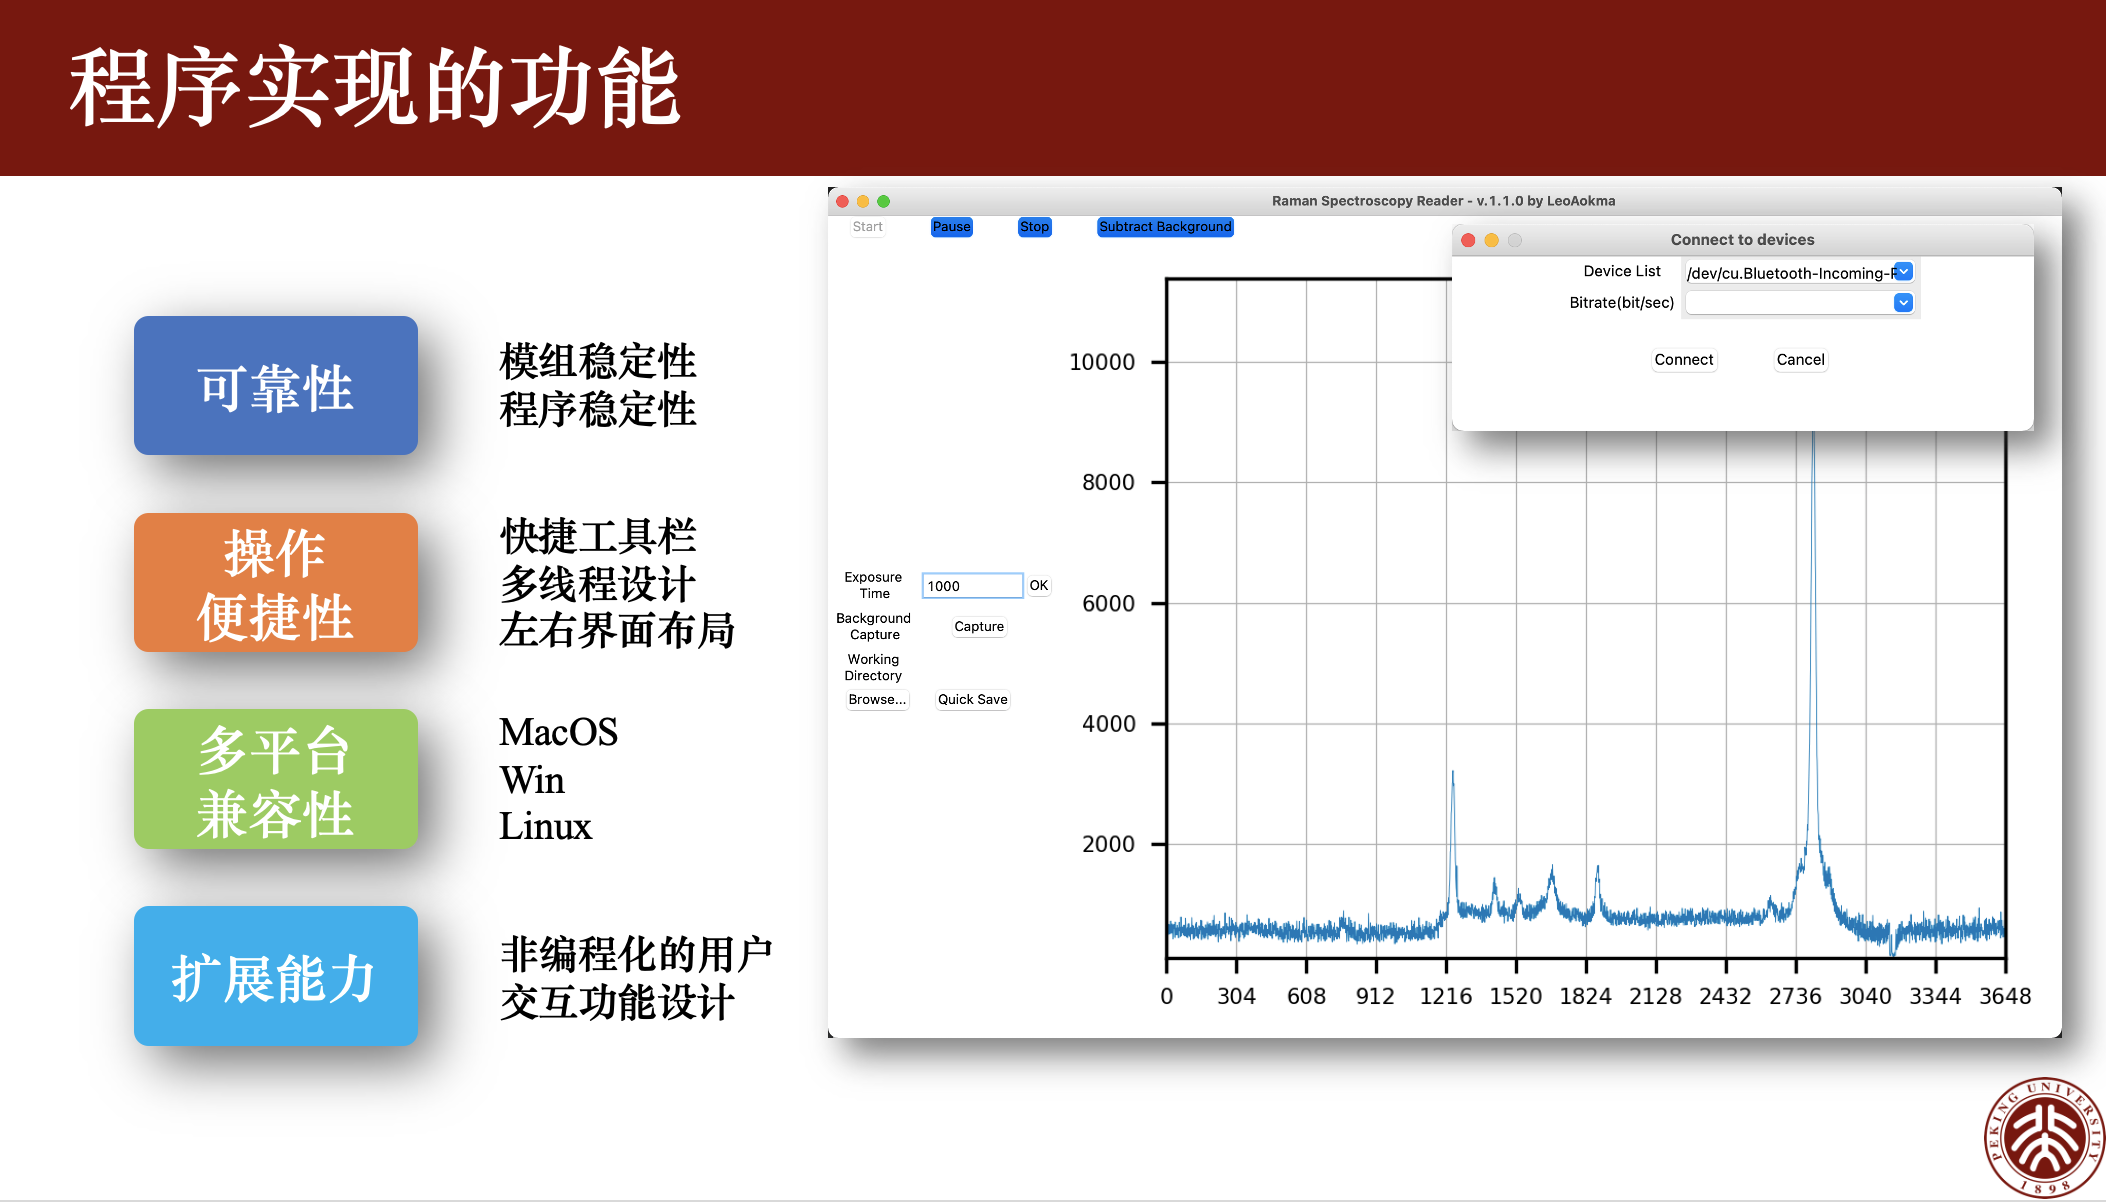 程序实现的功能
可靠性
模组稳定性
程序稳定性
操作
便捷性
快捷工具栏
多线程设计
左右界面布局
多平台
兼容性
MacOS
Win
Linux
扩展能力
非编程化的用户
交互功能设计
Raman Spectroscopy Reader - v.1.1.0 by LeoAokma
Start
Pause
Stop
Subtract Background
Connect to devices
Device List
/dev/cu.Bluetooth-Incoming-P
Bitrate(bit/sec)
Connect
Cancel
Exposure
Time
1000
OK
Background
Capture
Capture
Working
Directory
Browse...
Quick Save
10000
8000
6000
4000
2000
0
304
608
912
1216
1520
1824
2128
2432
2736
3040
3344
3648
PEKING UNIVERSITY
1898